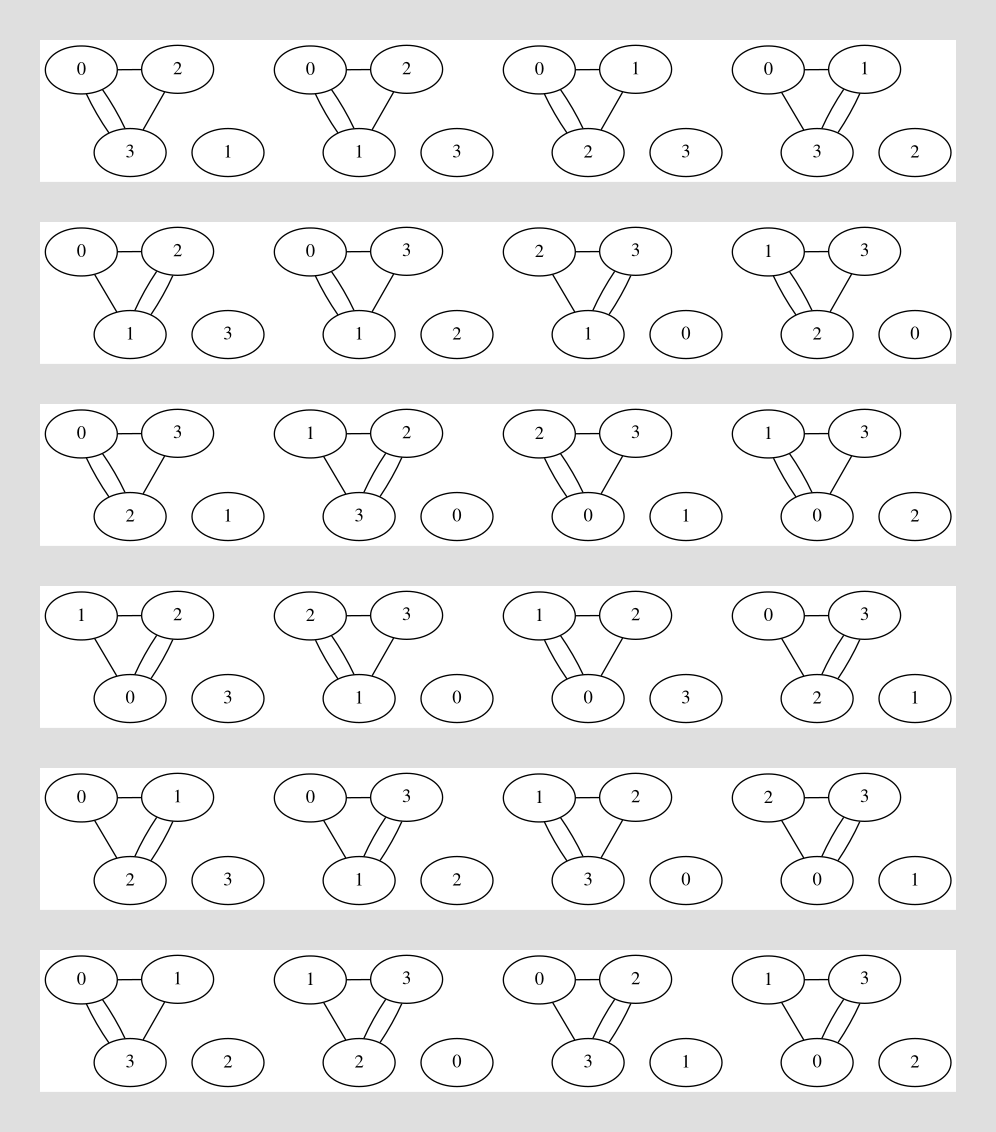 0 2 0 2 0 1 0 1
3 1 1 3 2 3 3 2
0 2 0 3 2 3 1 3
1 3 1 2 1 0 2 0
0 3 1 2 2 3 1 3
2 1 3 0 0 1 0 2
1 2 2 3 1 2 0 3
0 3 1 0 0 3 2 1
0 1 0 3 1 2 2 3
2 3 1 2 3 0 0 1
0 1 1 3 0 2 1 3
3 2 2 0 3 1 0 2